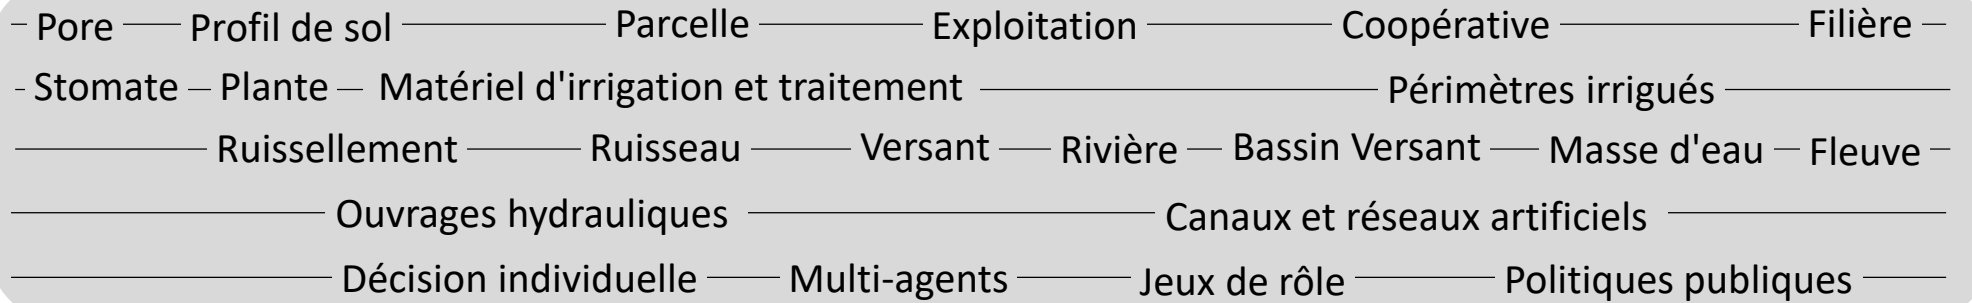 Pore Profil de sol Parcelle Exploitation Coopérative Filière
Stomate Plante Matériel d'irrigation et traitement Périmètres irrigués
Ruissellement Ruisseau Versant Rivière Bassin Versant Masse d'eau Fleuve
Ouvrages hydrauliques Canaux et réseaux artificiels
Décision individuelle Multi-agents Jeux de rôle Politiques publiques